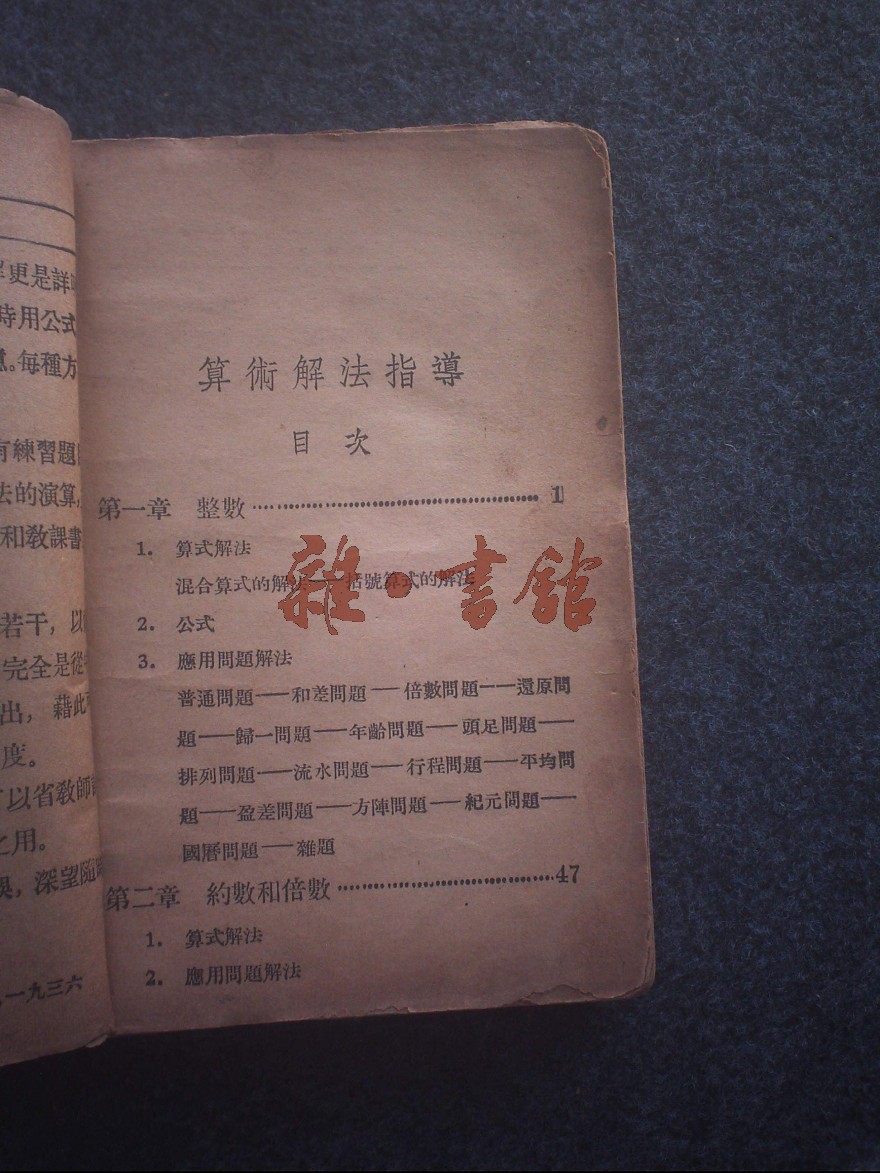 更是詳
時用公式
。每種方
有練習題
去的演算，
和教課書
若干，以
完全是從
出，藉此
度。
以省教師
之用。
，深望隨
一九三六
算術解法指導
目次
第一章 整數 1
1. 算式解法
混合算式的解法——括號算式的解法
2. 公式
3. 應用問題解法
普通問題——和差問題——倍數問題——還原問
題——歸一問題——年齡問題——頭足問題——
排列問題——流水問題——行程問題——平均問
題——盈差問題——方陣問題——紀元問題——
國曆問題——雜題
第二章 約數和倍數 47
1. 算式解法
2. 應用問題解法
雜·書館